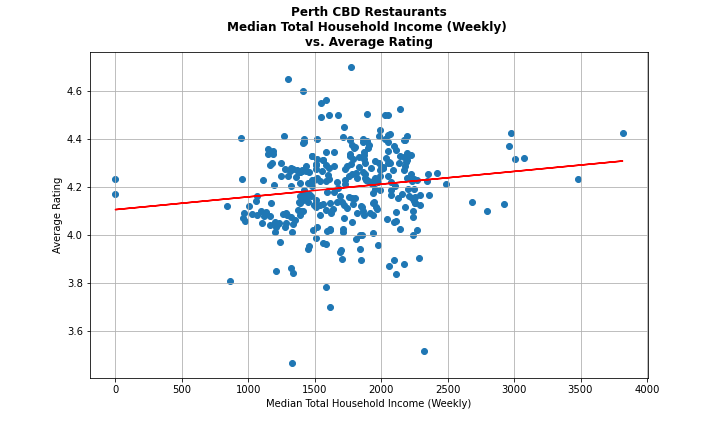 Perth CBD Restaurants
Median Total Household Income (Weekly)
vs. Average Rating
Average Rating
4.6
4.4
4.2
4.0
3.8
3.6
0 500 1000 1500 2000 2500 3000 3500 4000
Median Total Household Income (Weekly)